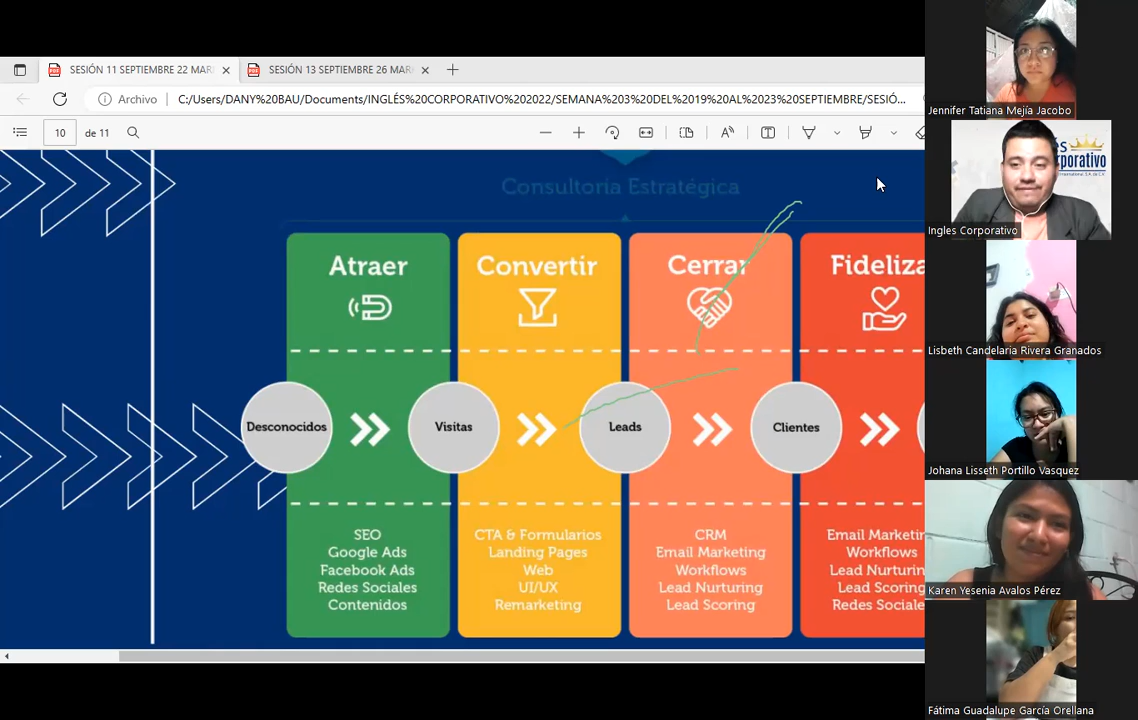 SESIÓN 11 SEPTIEMBRE 22 MAR
SESIÓN 13 SEPTIEMBRE 26 MAR
Archivo
C:/Users/DANY%20BAU/Documents/INGLÉS%20CORPORATIVO%202022/SEMANA%203%20DEL%2019%20AL%2023%20SEPTIEMBRE/SESIÓ...
10 de 11
Consultoria Estratégica
Atraer
Convertir
Cerrar
Fideliza
Desconocidos
Visitas
Leads
Clientes
SEO
Google Ads
Facebook Ads
Redes Sociales
Contenidos
CTA & Formularios
Landing Pages
Web
UI/UX
Remarketing
CRM
Email Marketing
Workflows
Lead Nurturing
Lead Scoring
Email Marketin
Workflows
Lead Nurturin
Lead Scoring
Redes Sociale
Jennifer Tatiana Mejía Jacobo
és
rporativo
Ingles Corporativo
Lisbeth Candelaria Rivera Granados
Johana Lisseth Portillo Vasquez
Karen Yesenia Avalos Pérez
Fátima Guadalupe García Orellana